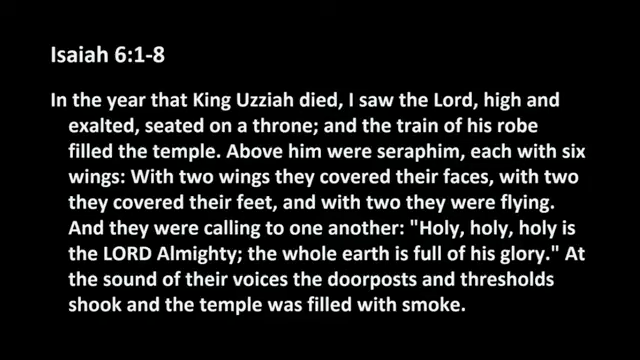 Isaiah 6:1-8
In the year that King Uzziah died, I saw the Lord, high and
exalted, seated on a throne; and the train of his robe
filled the temple. Above him were seraphim, each with six
wings: With two wings they covered their faces, with two
they covered their feet, and with two they were flying.
And they were calling to one another: "Holy, holy, holy is
the LORD Almighty; the whole earth is full of his glory." At
the sound of their voices the doorposts and thresholds
shook and the temple was filled with smoke.